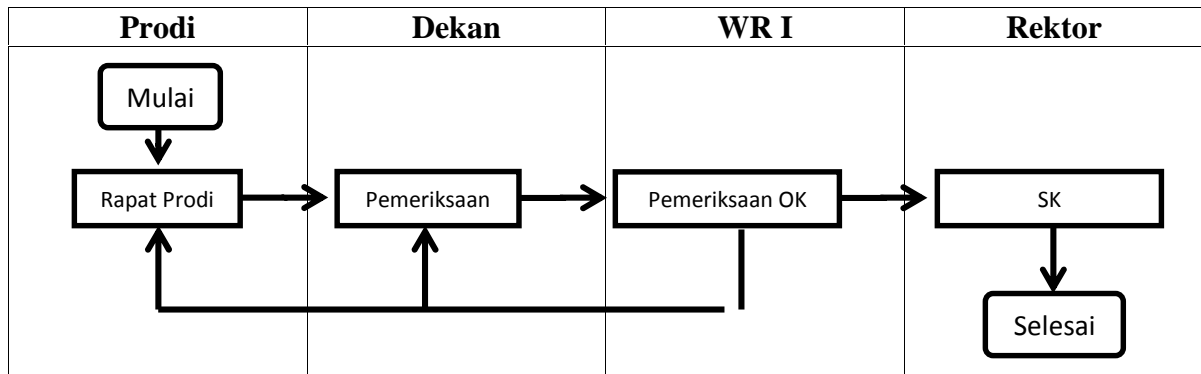 Prodi
Dekan
WR I
Rektor
Mulai
Rapat Prodi
Pemeriksaan
Pemeriksaan OK
SK
Selesai